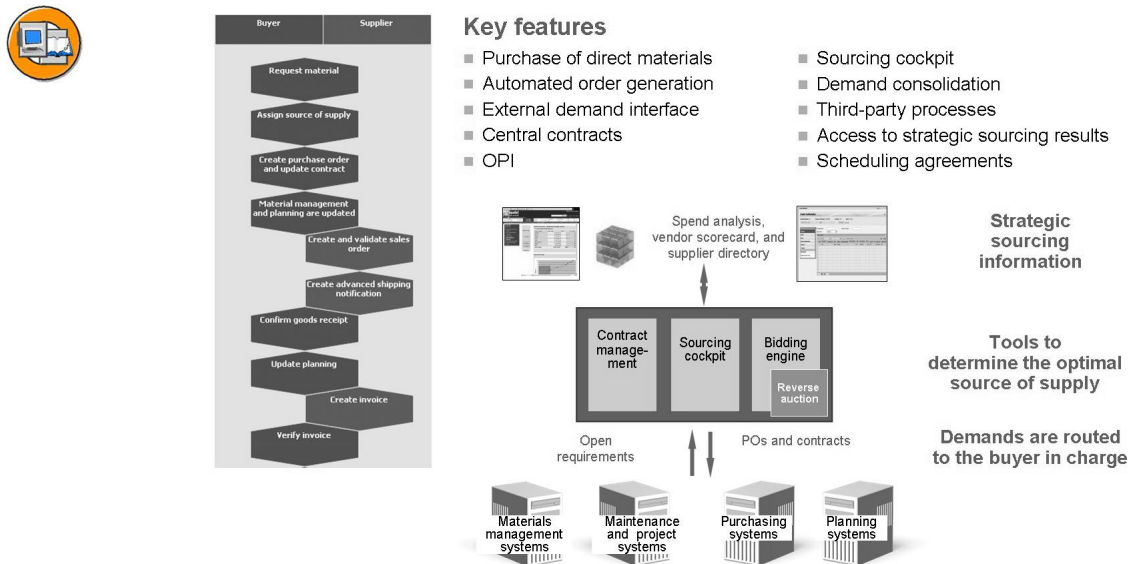 Buyer
Supplier
Request material
Assign source of supply
Create purchase order
and update contract
Material management
and planning are updated
Create and validate sales
order
Create advanced shipping
notification
Confirm goods receipt
Update planning
Create invoice
Verify invoice
Key features
Purchase of direct materials
Automated order generation
External demand interface
Central contracts
OPI
Sourcing cockpit
Demand consolidation
Third-party processes
Access to strategic sourcing results
Scheduling agreements
Spend analysis,
vendor scorecard, and
supplier directory
Strategic
sourcing
information
Contract
manage-
ment
Sourcing
cockpit
Bidding
engine
Reverse
auction
Tools to
determine the optimal
source of supply
Open
requirements
POs and contracts
Demands are routed
to the buyer in charge
Materials
management
systems
Maintenance
and project
systems
Purchasing
systems
Planning
systems